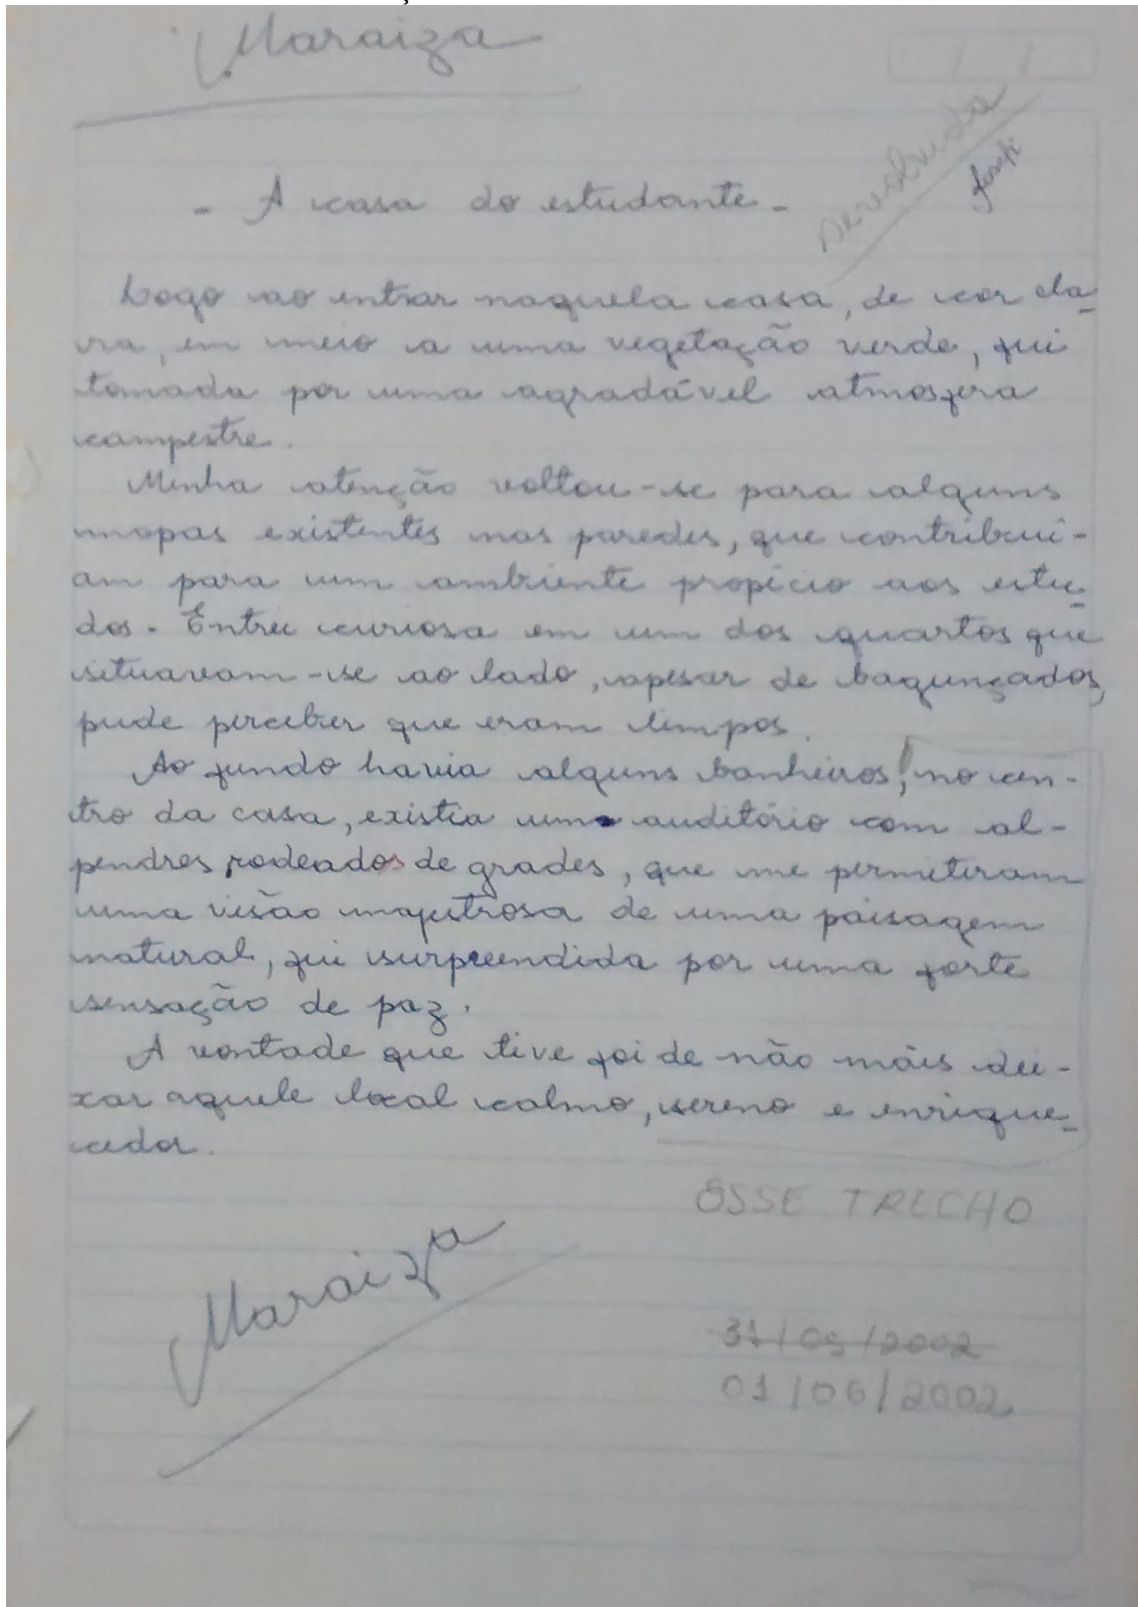 Maraiza
Devolvida
- A casa do estudante -
Logo ao entrar naquela casa, de cor cla-
ra, em meio a uma vegetação verde, fui
tomada por uma agradável atmosfera
campestre.
Minha atenção voltou-se para alguns
mapas existentes nas paredes, que contribui-
am para um ambiente propício aos estu-
dos. Entrei curiosa em um dos quartos que
situavam-se ao lado, apesar de bagunçados,
pude perceber que eram limpos.
Ao fundo havia alguns banheiros, no cen-
tro da casa, existia um auditório com al-
pendres rodeados de grades, que me permitiram
uma visão majestrosa de uma paisagem
natural, fui surpreendida por uma forte
sensação de paz.
A vontade que tive foi de não mais dei-
xar aquele local calmo, sereno e enrique-
cedor.
ESSE TRECHO
Maraiza
31/05/2002
01/06/2002